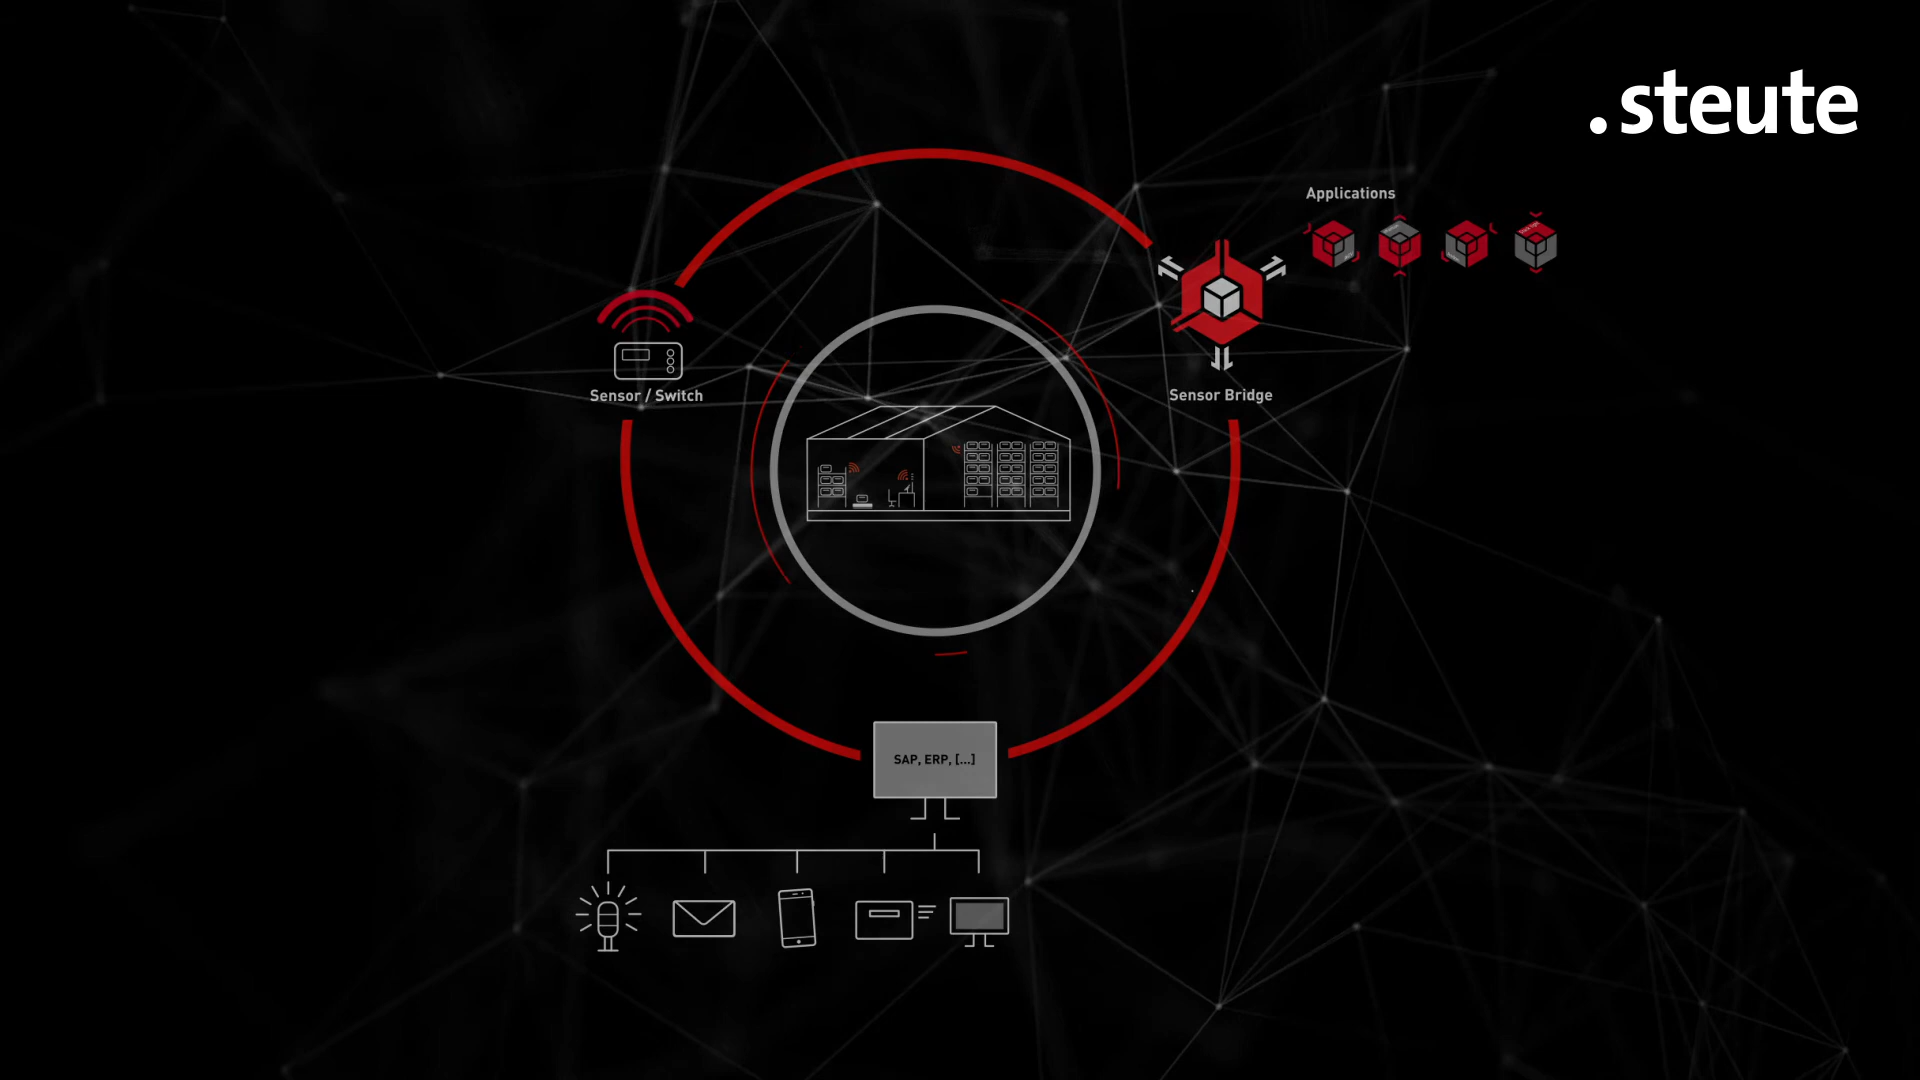 .steute
Applications
Sensor / Switch
Sensor Bridge
SAP, ERP, [...]